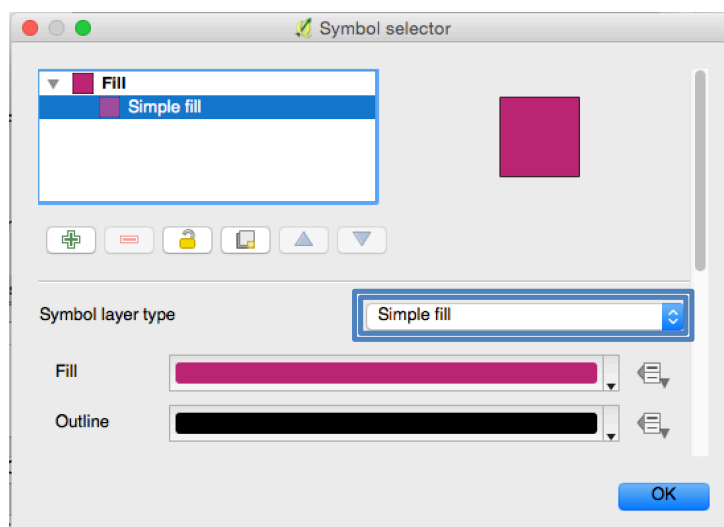 Symbol selector
Fill
Simple fill
Symbol layer type
Simple fill
Fill
Outline
OK